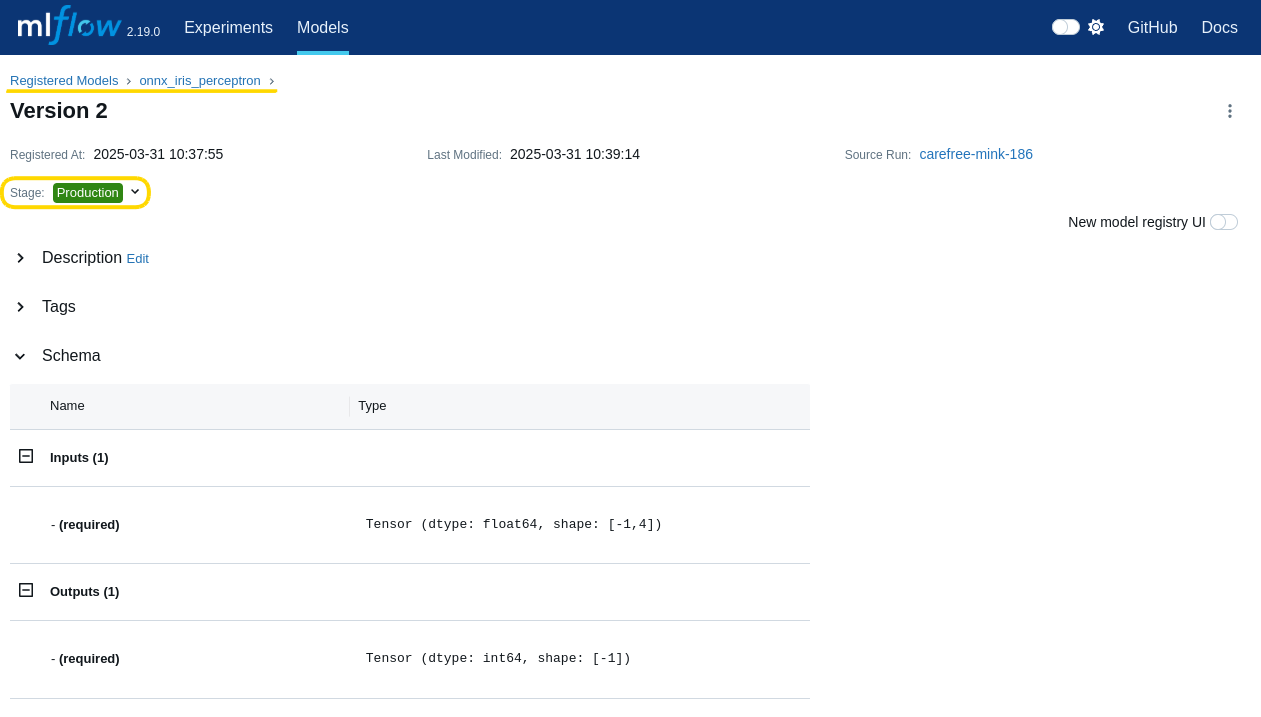 mlflow 2.19.0 Experiments Models GitHub Docs
Registered Models › onnx_iris_perceptron ›
Version 2
Registered At: 2025-03-31 10:37:55 Last Modified: 2025-03-31 10:39:14 Source Run: carefree-mink-186
Stage: Production
New model registry UI
Description Edit
Tags
Schema
Name Type
Inputs (1)
- (required) Tensor (dtype: float64, shape: [-1,4])
Outputs (1)
- (required) Tensor (dtype: int64, shape: [-1])